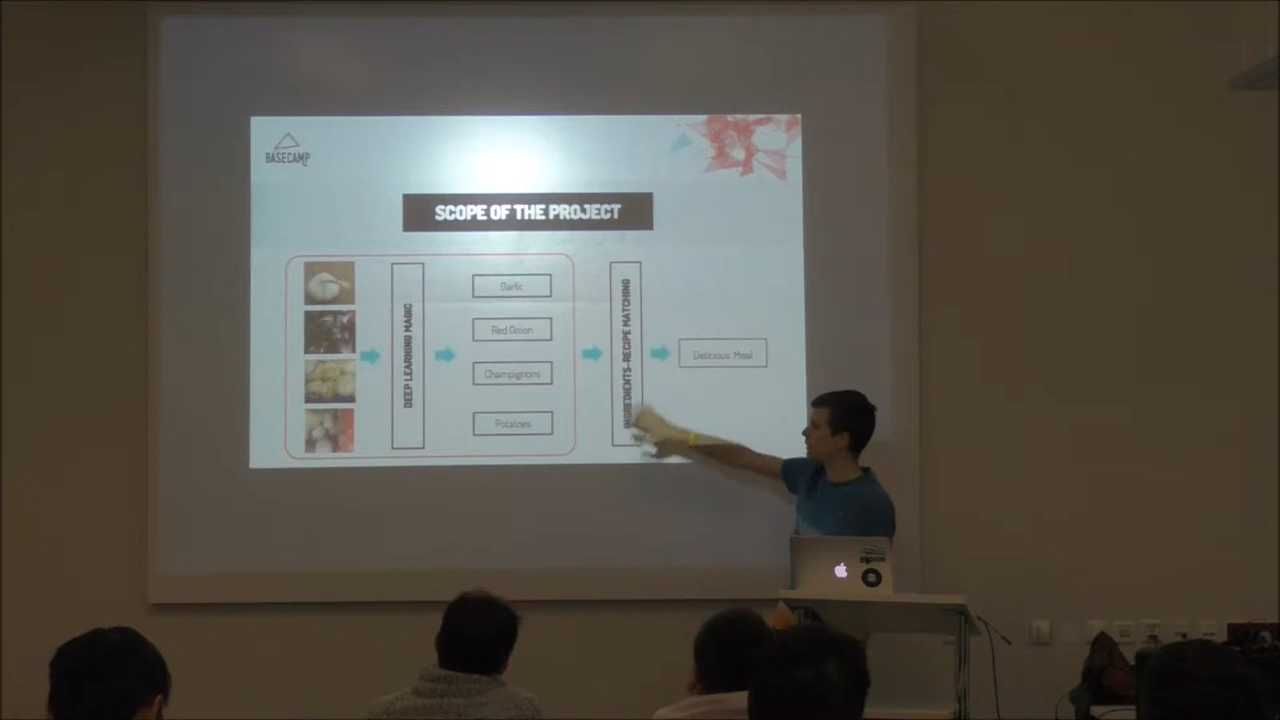 BASECAMP
SCOPE OF THE PROJECT
DEEP LEARNING MAGIC
Garlic
Red Onion
Champignons
Potatoes
INGREDIENTS-RECIPE MATCHING
Delicious Meal